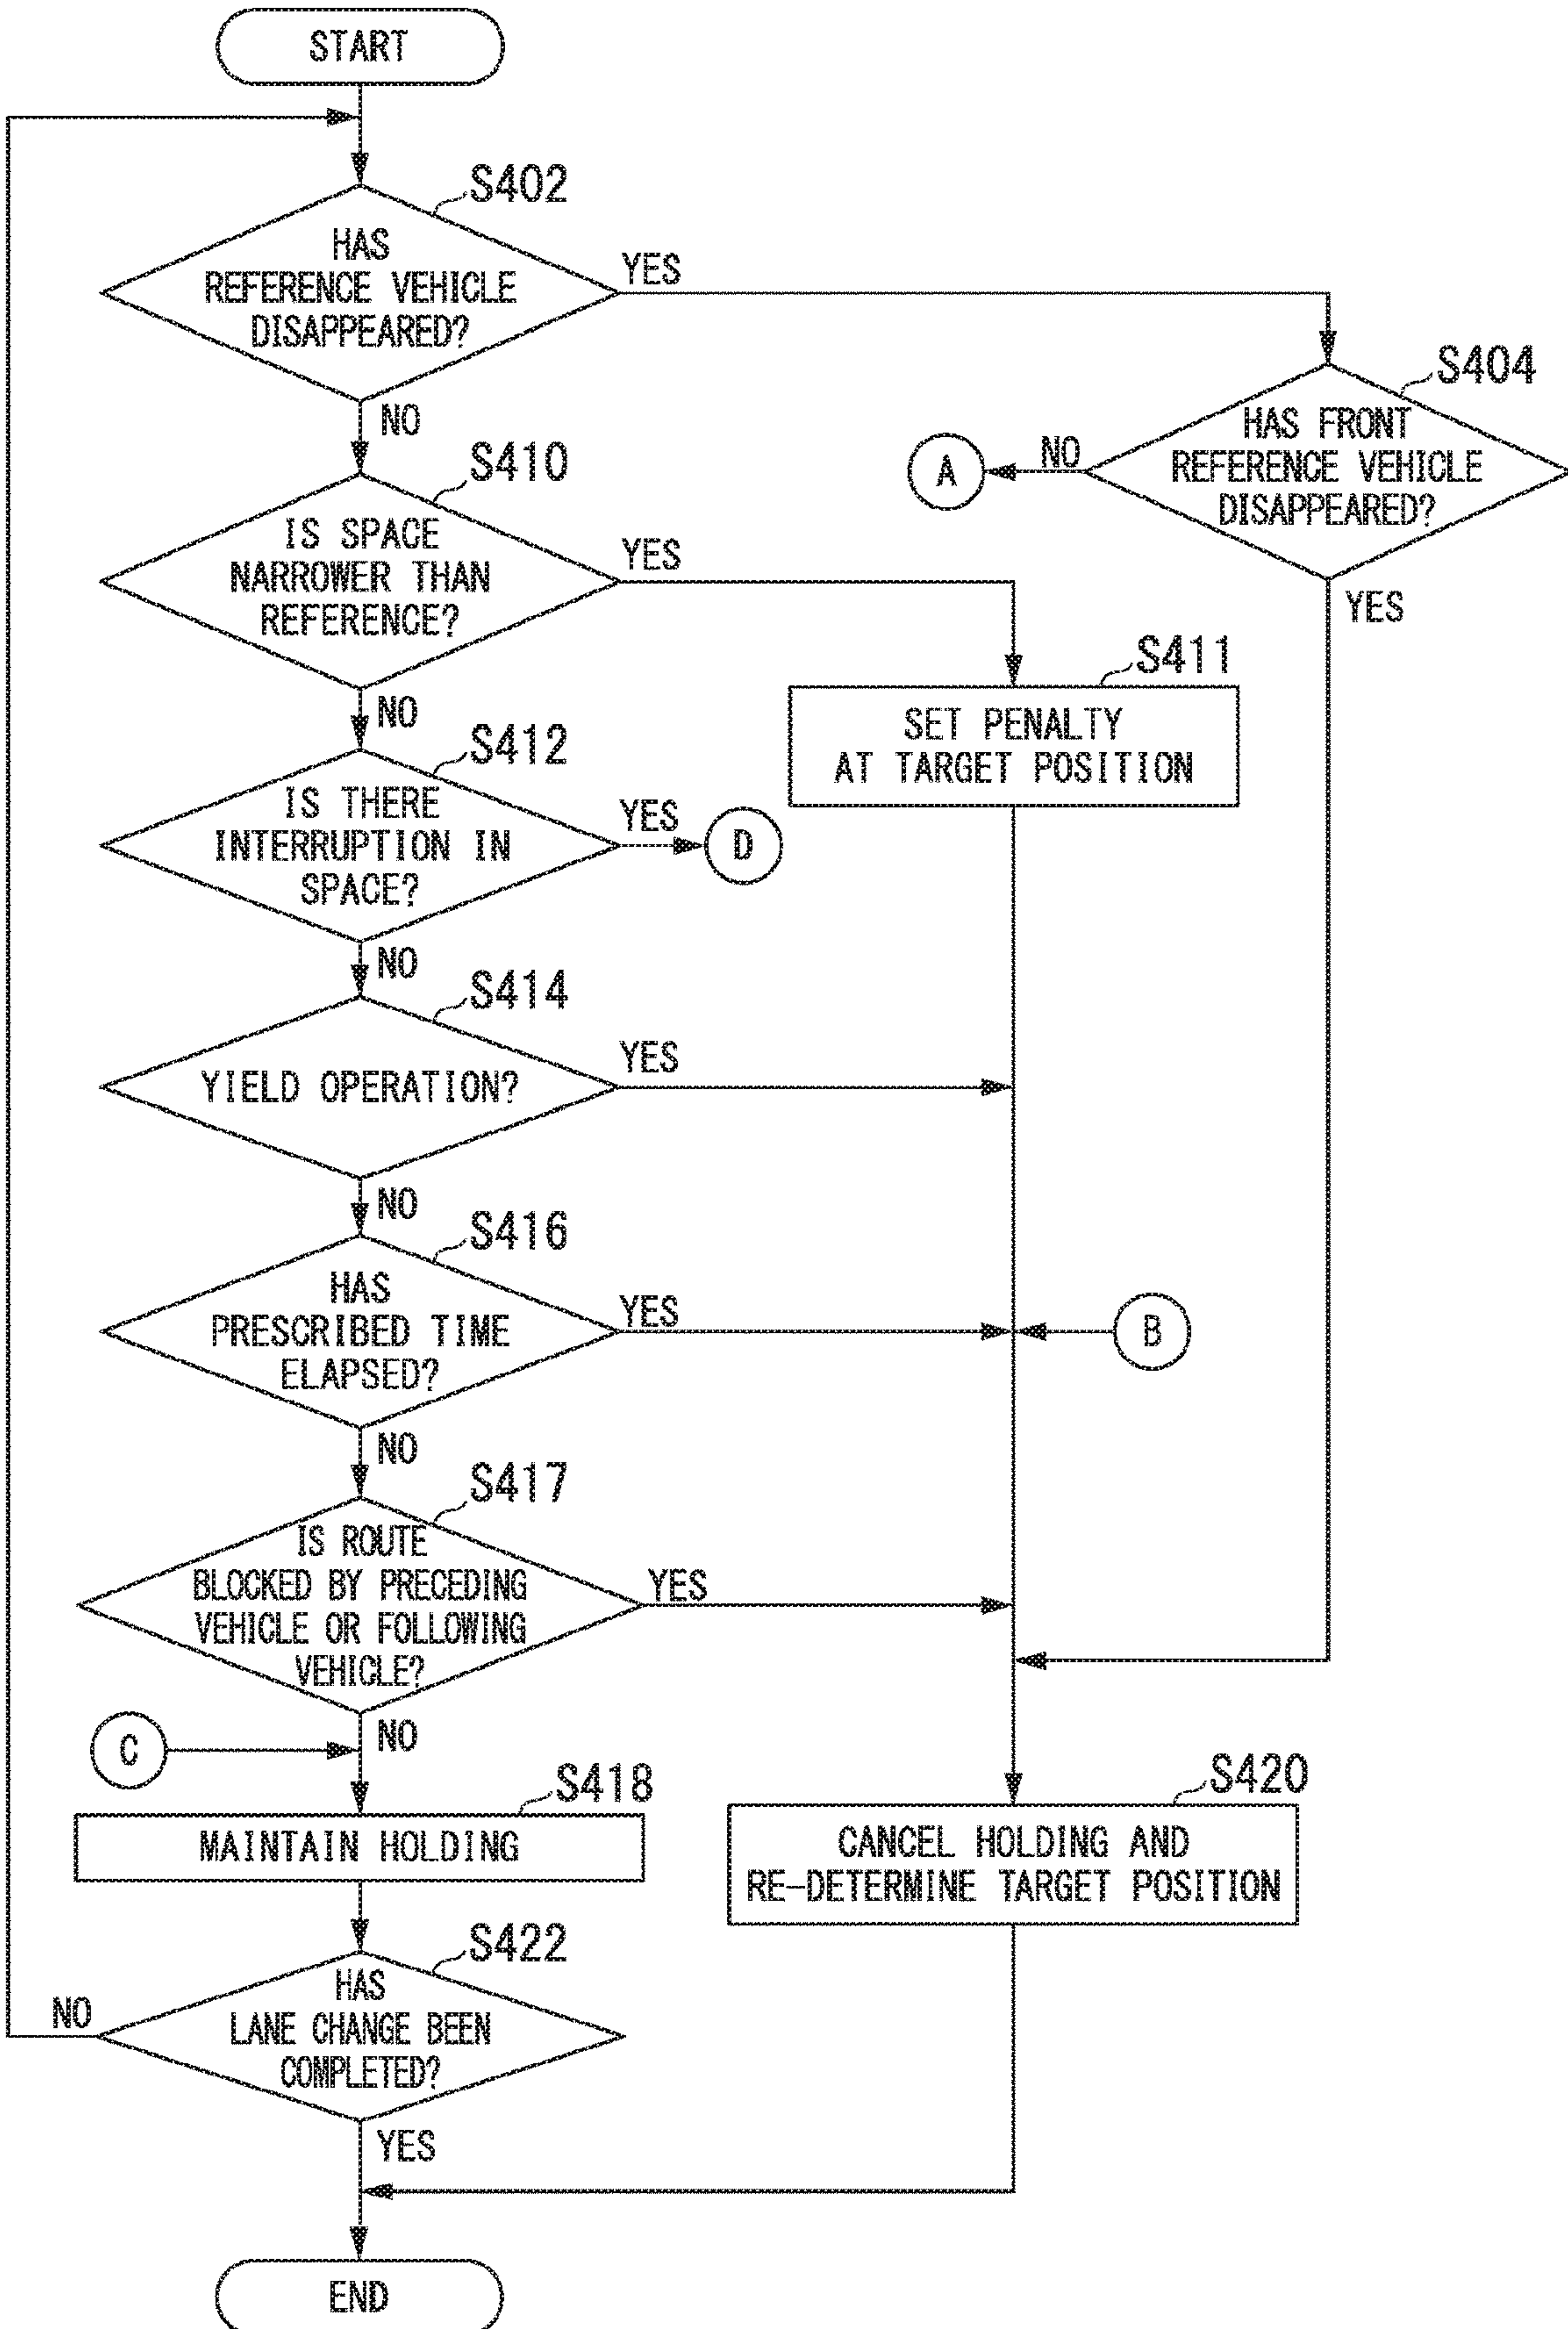 START
S402
HAS
REFERENCE VEHICLE
DISAPPEARED?
YES
NO
S404
HAS FRONT
REFERENCE VEHICLE
DISAPPEARED?
NO
A
YES
S410
IS SPACE
NARROWER THAN
REFERENCE?
YES
NO
S411
SET PENALTY
AT TARGET POSITION
S412
IS THERE
INTERRUPTION IN
SPACE?
YES
D
NO
S414
YIELD OPERATION?
YES
NO
S416
HAS
PRESCRIBED TIME
ELAPSED?
YES
B
NO
S417
IS ROUTE
BLOCKED BY PRECEDING
VEHICLE OR FOLLOWING
VEHICLE?
YES
NO
C
S418
MAINTAIN HOLDING
S420
CANCEL HOLDING AND
RE-DETERMINE TARGET POSITION
S422
HAS
LANE CHANGE BEEN
COMPLETED?
NO
YES
END